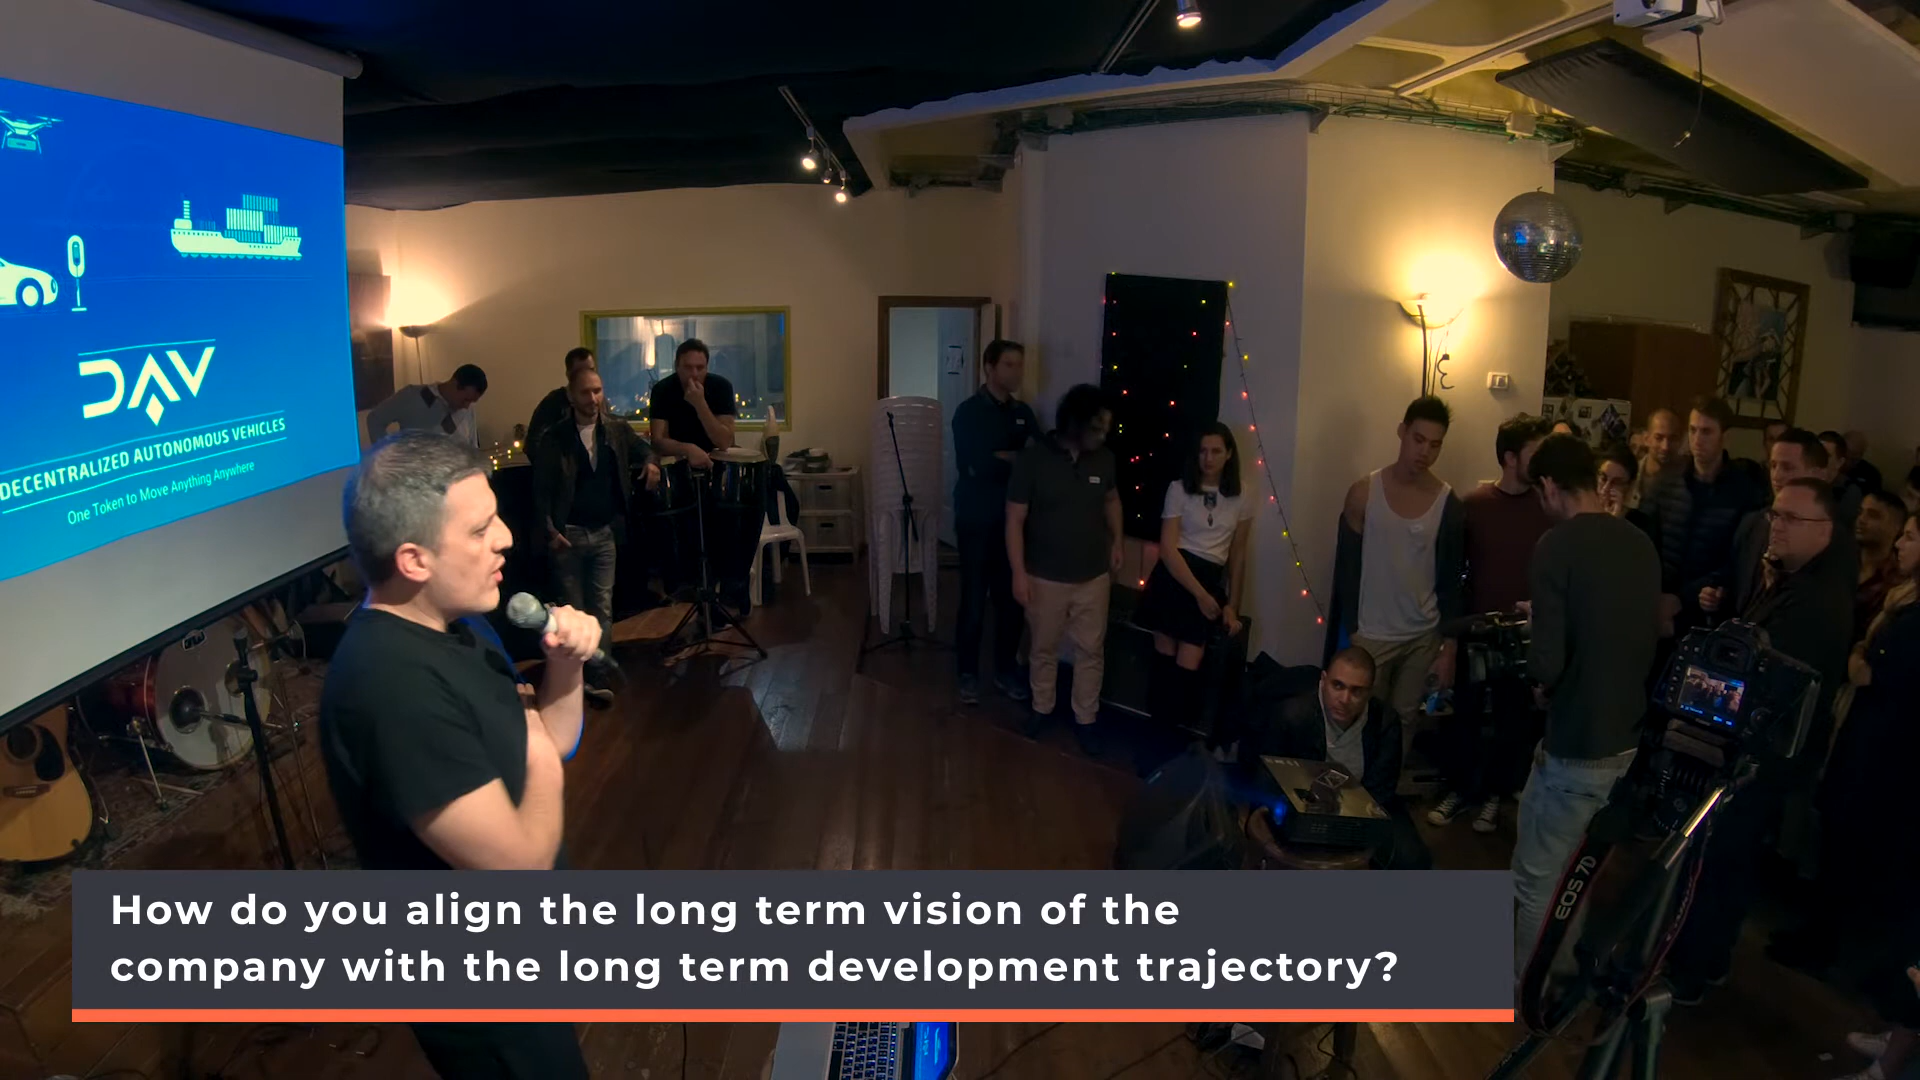 DAV
DECENTRALIZED AUTONOMOUS VEHICLES
One Token to Move Anything Anywhere
EOS 7D
How do you align the long term vision of the
company with the long term development trajectory?